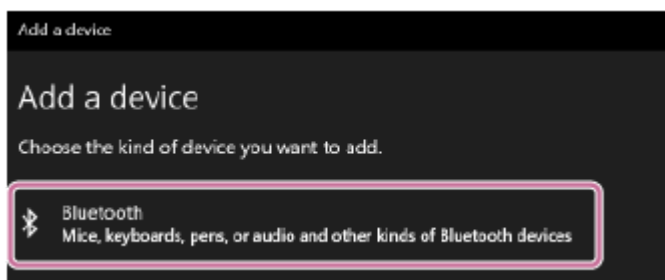 Add a device
Add a device
Choose the kind of device you want to add.
Bluetooth
Mice, keyboards, pens, or audio and other kinds of Bluetooth devices